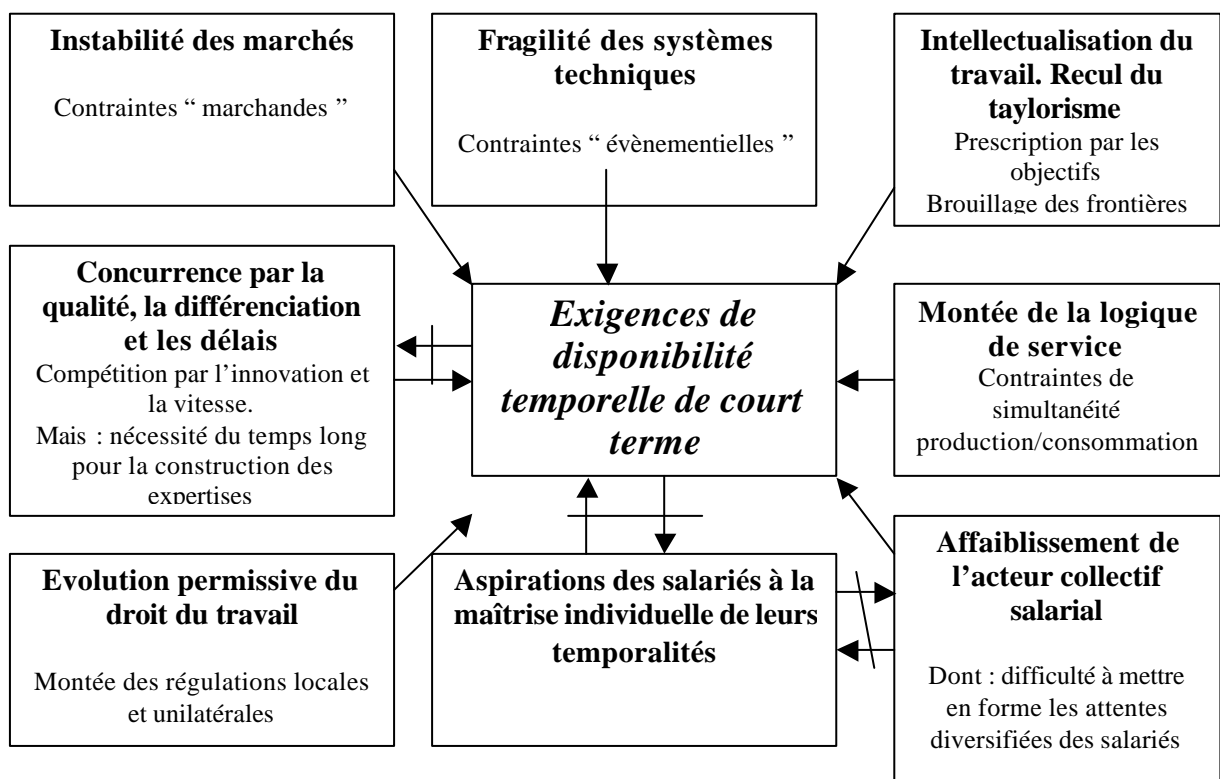 Instabilité des marchés
Contraintes “ marchandes ”
Fragilité des systèmes
techniques
Contraintes “ évènementielles ”
Intellectualisation du
travail. Recul du
taylorisme
Prescription par les
objectifs
Brouillage des frontières
Concurrence par la
qualité, la différenciation
et les délais
Compétition par l’innovation et
la vitesse.
Mais : nécessité du temps long
pour la construction des
expertises
Exigences de
disponibilité
temporelle de court
terme
Montée de la logique
de service
Contraintes de
simultanéité
production/consommation
Evolution permissive du
droit du travail
Montée des régulations locales
et unilatérales
Aspirations des salariés à la
maîtrise individuelle de leurs
temporalités
Affaiblissement de
l’acteur collectif
salarial
Dont : difficulté à mettre
en forme les attentes
diversifiées des salariés